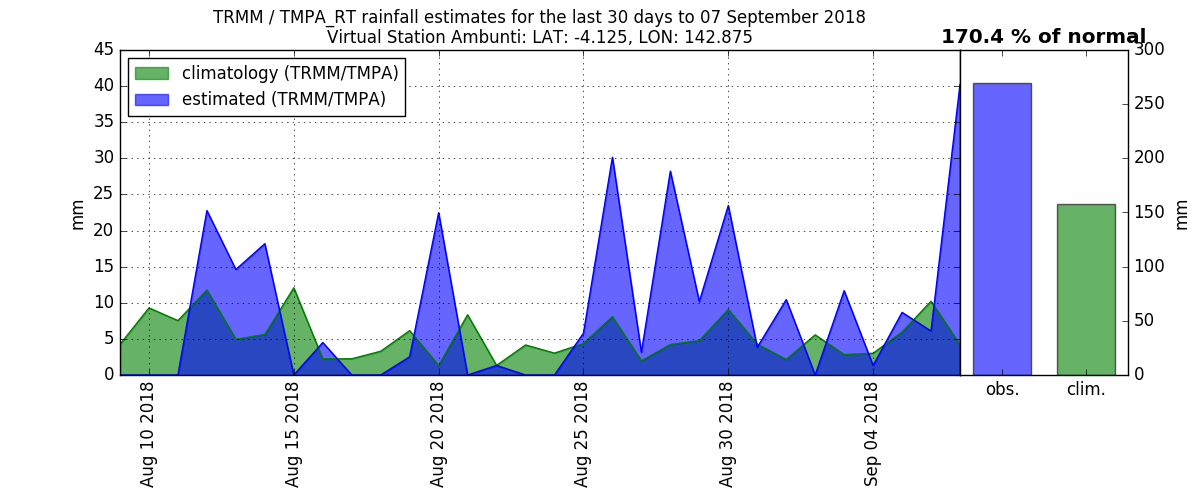 TRMM / TMPA_RT rainfall estimates for the last 30 days to 07 September 2018
Virtual Station Ambunti: LAT: -4.125, LON: 142.875
170.4 % of normal
climatology (TRMM/TMPA)
estimated (TRMM/TMPA)
45
40
35
30
25
20
15
10
5
0
mm
Aug 10 2018
Aug 15 2018
Aug 20 2018
Aug 25 2018
Aug 30 2018
Sep 04 2018
obs.
clim.
300
250
200
150
100
50
0
mm